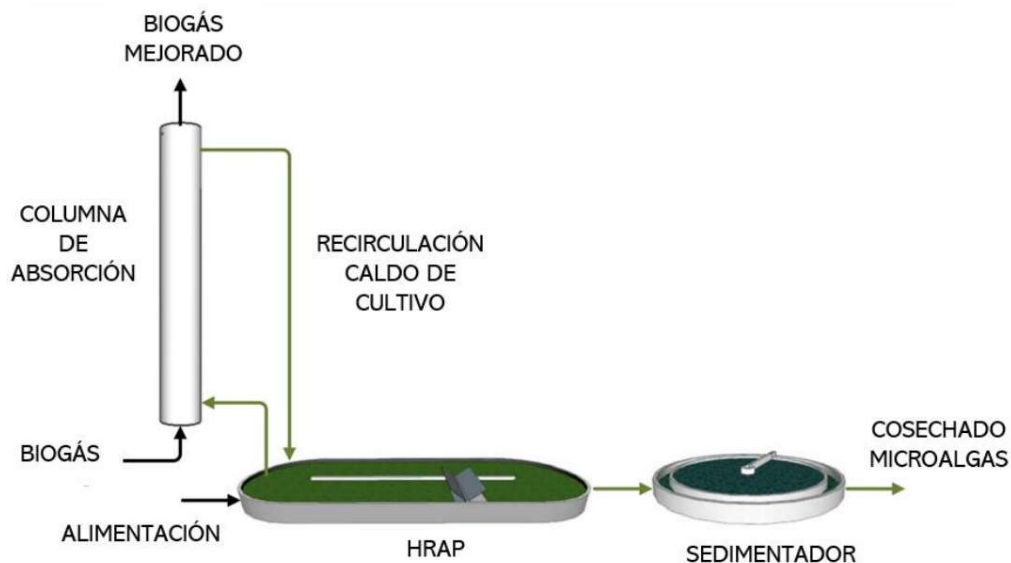 BIOGÁS
MEJORADO
COLUMNA
DE
ABSORCIÓN
RECIRCULACIÓN
CALDO DE
CULTIVO
BIOGÁS
ALIMENTACIÓN
HRAP
SEDIMENTADOR
COSECHADO
MICROALGAS